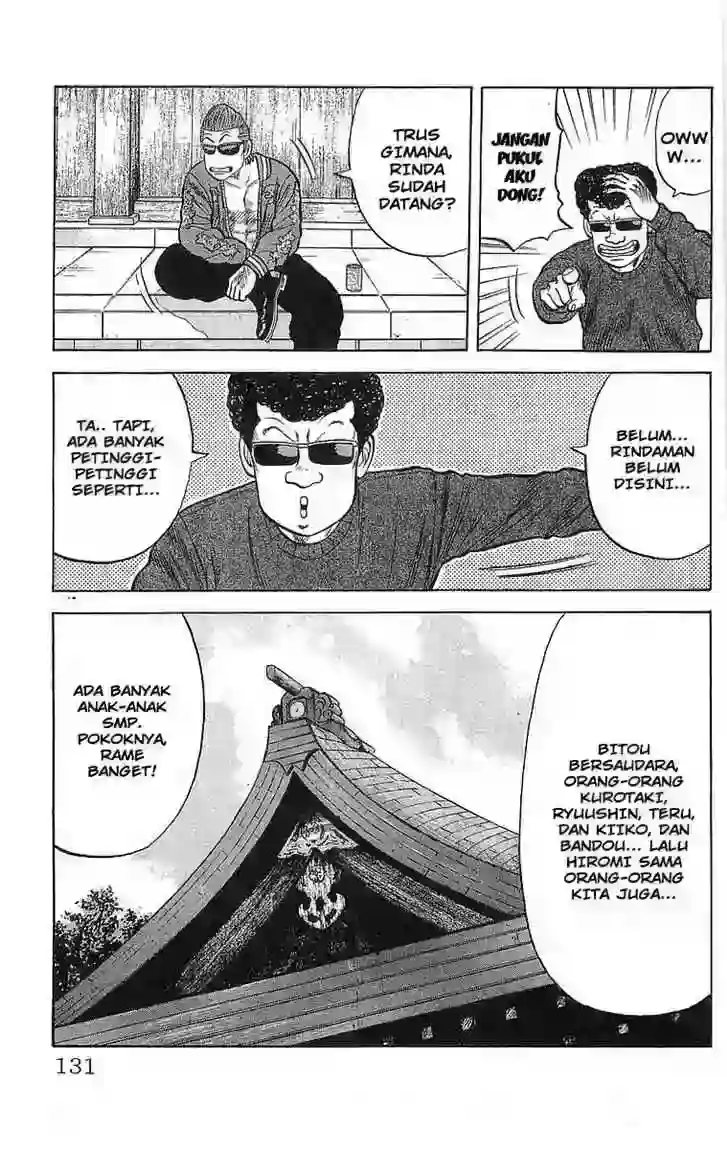 OWW
W...
JANGAN
PUKUL
AKU
DONG!
TRUS
GIMANA,
RINDA
SUDAH
DATANG?
BELUM...
RINDAMAN
BELUM
DISINI...
TA.. TAPI,
ADA BANYAK
PETINGGI-
PETINGGI
SEPERTI...
BITOU
BERSAUDARA,
ORANG-ORANG
KUROTAKI,
RYUUSHIN, TERU,
DAN KIIKO, DAN
BANDOU... LALU
HIROMI SAMA
ORANG-ORANG
KITA JUGA...
ADA BANYAK
ANAK-ANAK
SMP.
POKOKNYA,
RAME
BANGET!
131